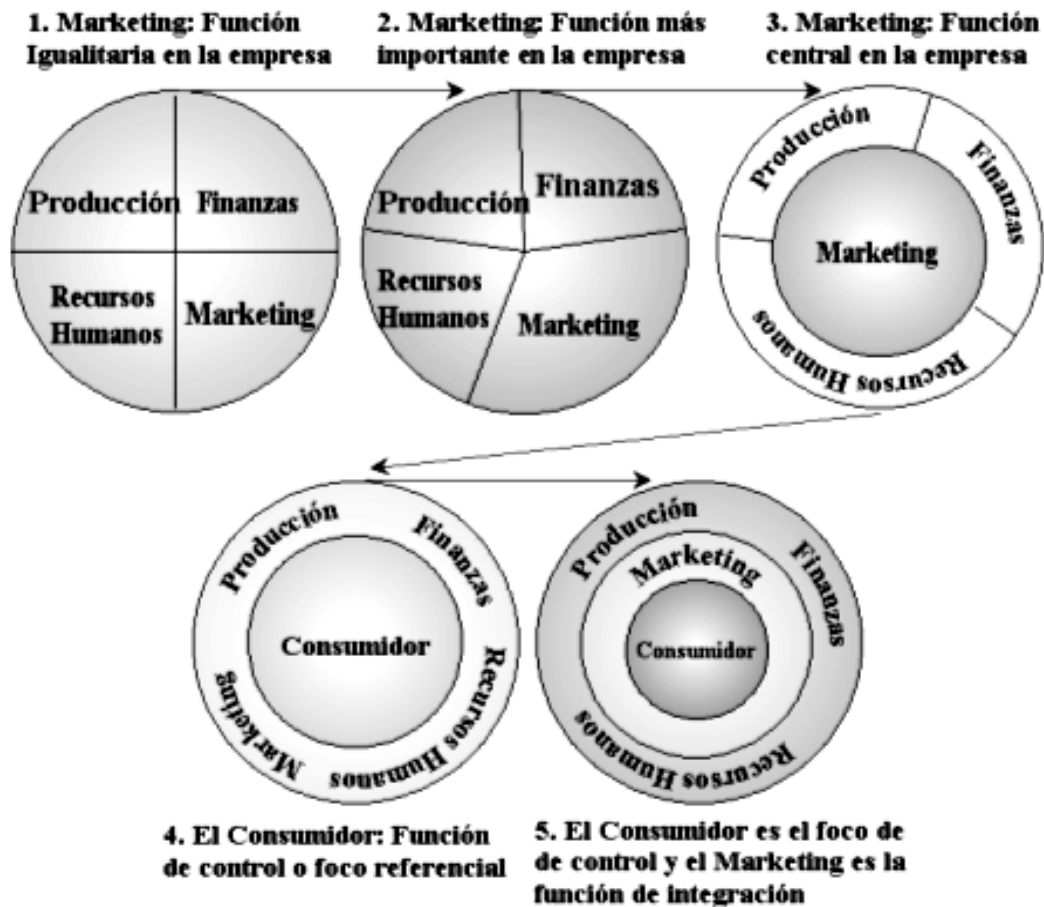 1. Marketing: Función
Igualitaria en la empresa
2. Marketing: Función más
importante en la empresa
3. Marketing: Función
central en la empresa
Producción
Finanzas
Recursos
Humanos
Marketing
Producción
Finanzas
Recursos
Humanos
Marketing
Producción
Finanzas
Marketing
Recursos Humanos
Producción
Finanzas
Consumidor
Marketing
Recursos Humanos
Producción
Finanzas
Marketing
Consumidor
Recursos Humanos
4. El Consumidor: Función
de control o foco referencial
5. El Consumidor es el foco de
de control y el Marketing es la
función de integración